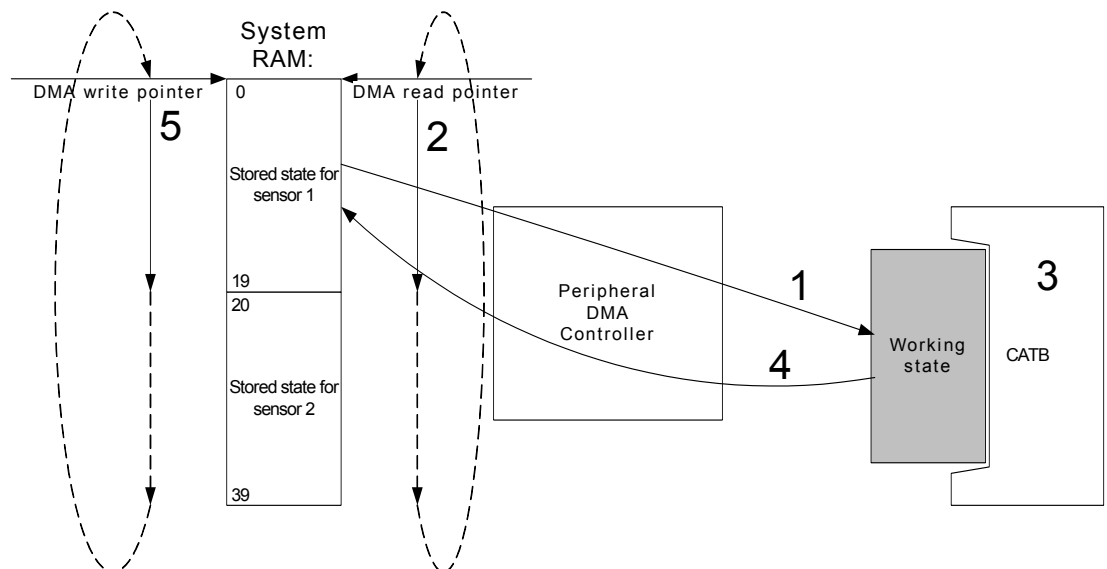 System
RAM:
DMA write pointer
0
DMA read pointer
5
2
Stored state for
sensor 1
1
3
19
20
Peripheral
DMA
Controller
Working
state
CATB
4
Stored state for
sensor 2
39